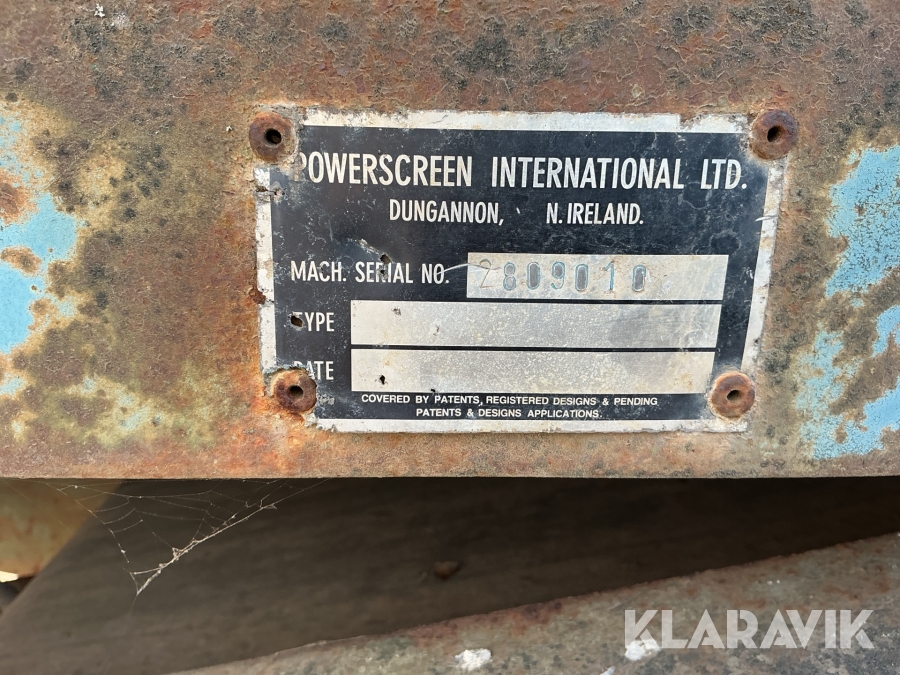 POWERSCREEN INTERNATIONAL LTD.
DUNGANNON, N. IRELAND.
MACH. SERIAL NO. 2809010
TYPE
DATE
COVERED BY PATENTS, REGISTERED DESIGNS & PENDING
PATENTS & DESIGNS APPLICATIONS.
KLARAVIK